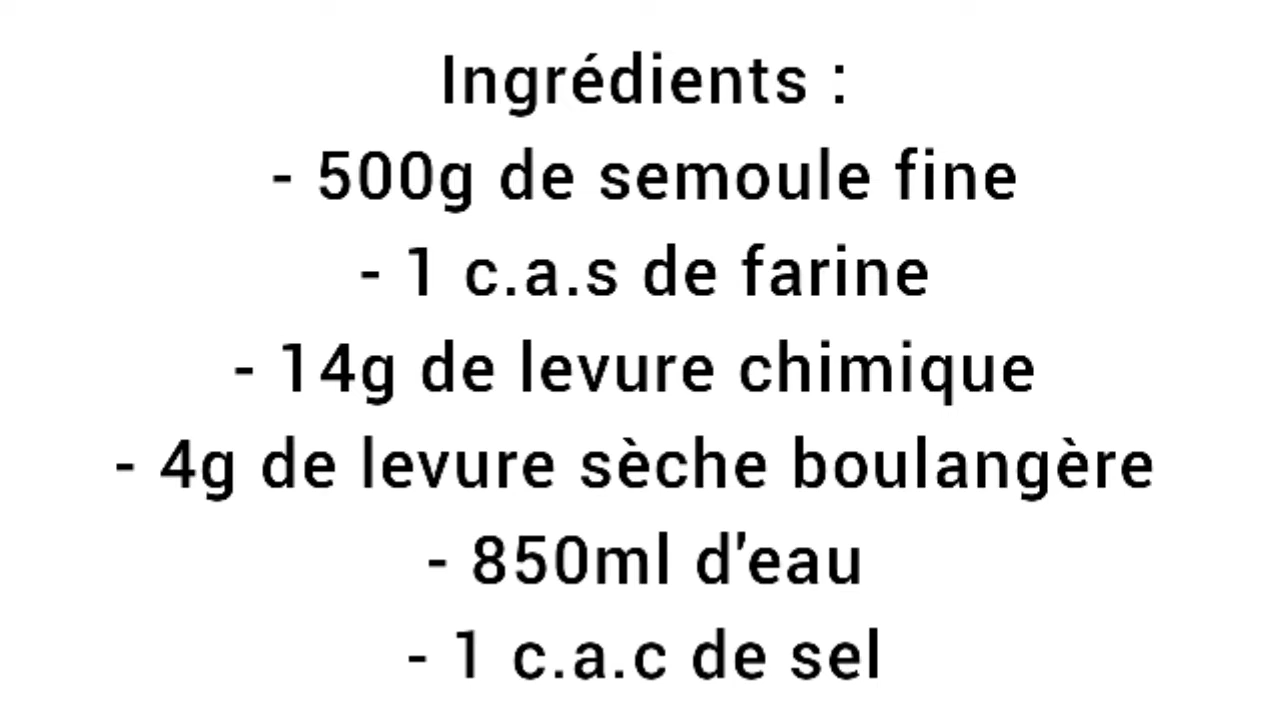 Ingrédients :
- 500g de semoule fine
- 1 c.a.s de farine
- 14g de levure chimique
- 4g de levure sèche boulangère
- 850ml d'eau
- 1 c.a.c de sel